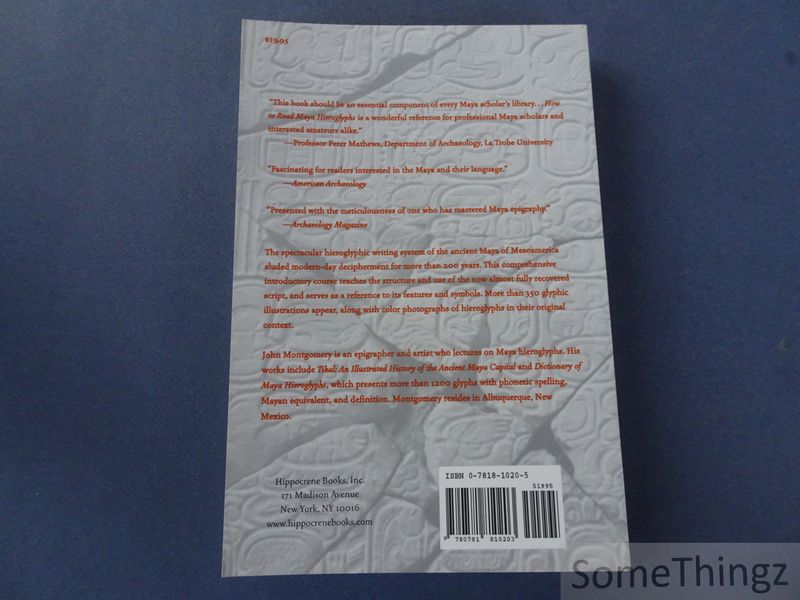 $19.95
"This book should be an essential component of every Maya scholar's library. . . How
to Read Maya Hieroglyphs is a wonderful reference for professional Maya scholars and
interested amateurs alike."
—Professor Peter Mathews, Department of Archaeology, La Trobe University
"Fascinating for readers interested in the Maya and their language."
—American Archaeology
"Presented with the meticulousness of one who has mastered Maya epigraphy."
—Archaeology Magazine
The spectacular hieroglyphic writing system of the ancient Maya of Mesoamerica
eluded modern-day decipherment for more than 200 years. This comprehensive
introductory course teaches the structure and use of the now almost fully recovered
script, and serves as a reference to its features and symbols. More than 350 glyphic
illustrations appear, along with color photographs of hieroglyphs in their original
context.
John Montgomery is an epigrapher and artist who lectures on Maya hieroglyphs. His
works include Tikal: An Illustrated History of the Ancient Maya Capital and Dictionary of
Maya Hieroglyphs, which presents more than 1200 glyphs with phonetic spelling,
Mayan equivalent, and definition. Montgomery resides in Albuquerque, New
Mexico.
Hippocrene Books, Inc.
171 Madison Avenue
New York, NY 10016
www.hippocrenebooks.com
ISBN 0-7818-1020-5
51995
9 780781 810203
SomeThingz